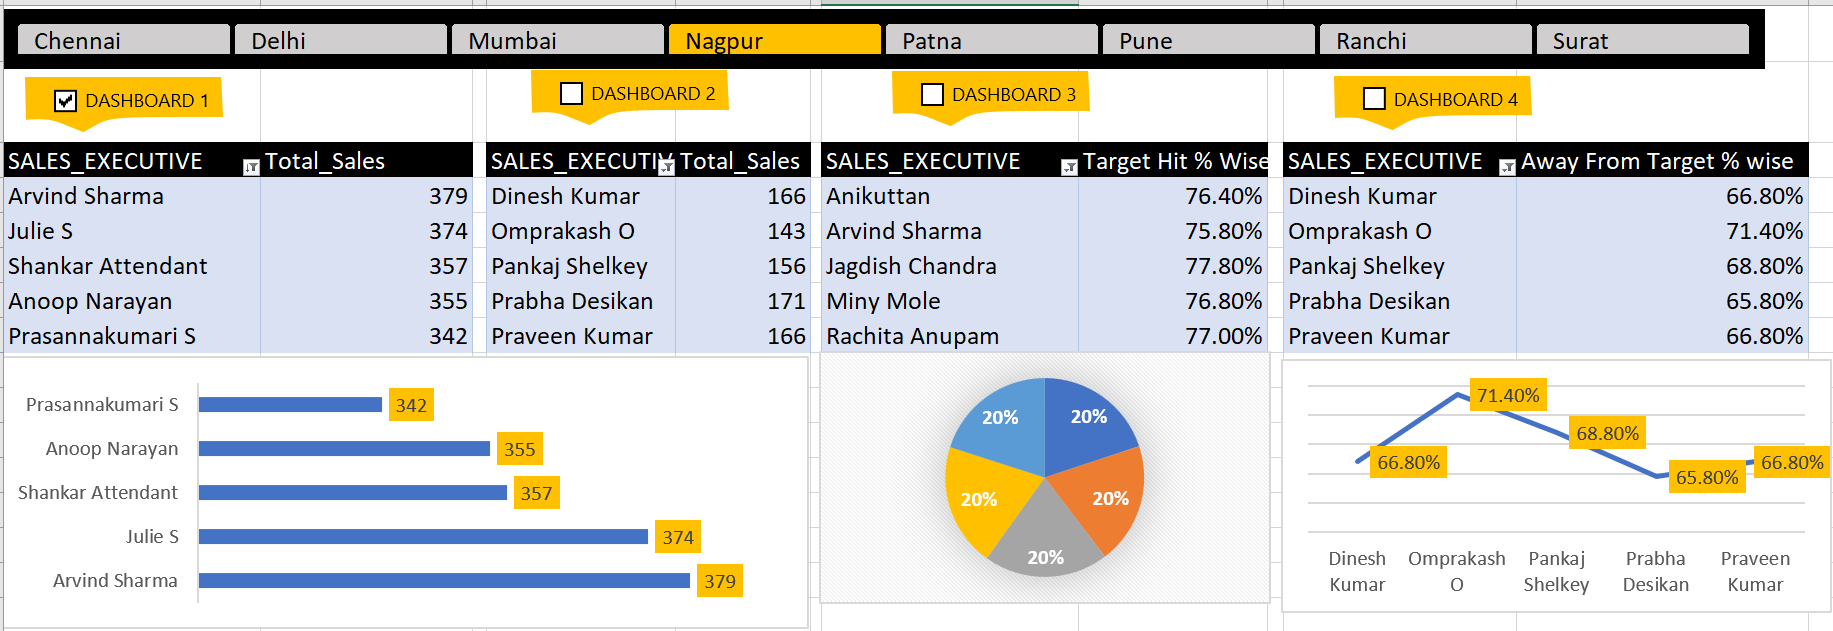 Chennai Delhi Mumbai Nagpur Patna Pune Ranchi Surat
DASHBOARD 1 DASHBOARD 2 DASHBOARD 3 DASHBOARD 4
SALES_EXECUTIVE Total_Sales
Arvind Sharma 379
Julie S 374
Shankar Attendant 357
Anoop Narayan 355
Prasannakumari S 342
SALES_EXECUTIV Total_Sales
Dinesh Kumar 166
Omprakash O 143
Pankaj Shelkey 156
Prabha Desikan 171
Praveen Kumar 166
SALES_EXECUTIVE Target Hit % Wise
Anikuttan 76.40%
Arvind Sharma 75.80%
Jagdish Chandra 77.80%
Miny Mole 76.80%
Rachita Anupam 77.00%
SALES_EXECUTIVE Away From Target % wise
Dinesh Kumar 66.80%
Omprakash O 71.40%
Pankaj Shelkey 68.80%
Prabha Desikan 65.80%
Praveen Kumar 66.80%
Prasannakumari S 342
Anoop Narayan 355
Shankar Attendant 357
Julie S 374
Arvind Sharma 379
20% 20%
20% 20%
20%
71.40%
68.80%
66.80% 66.80%
65.80%
Dinesh Omprakash Pankaj Prabha Praveen
Kumar O Shelkey Desikan Kumar